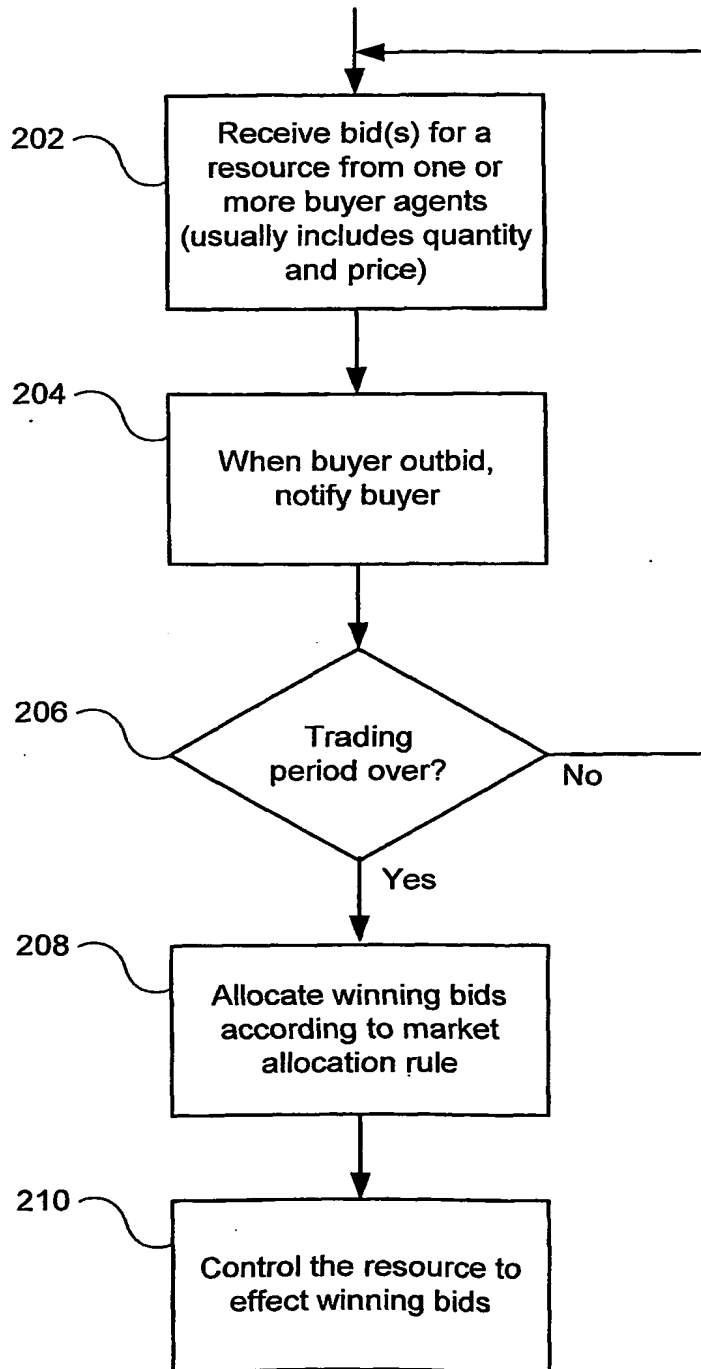 202
Receive bid(s) for a
resource from one or
more buyer agents
(usually includes quantity
and price)
204
When buyer outbid,
notify buyer
206
Trading
period over?
No
Yes
208
Allocate winning bids
according to market
allocation rule
210
Control the resource to
effect winning bids